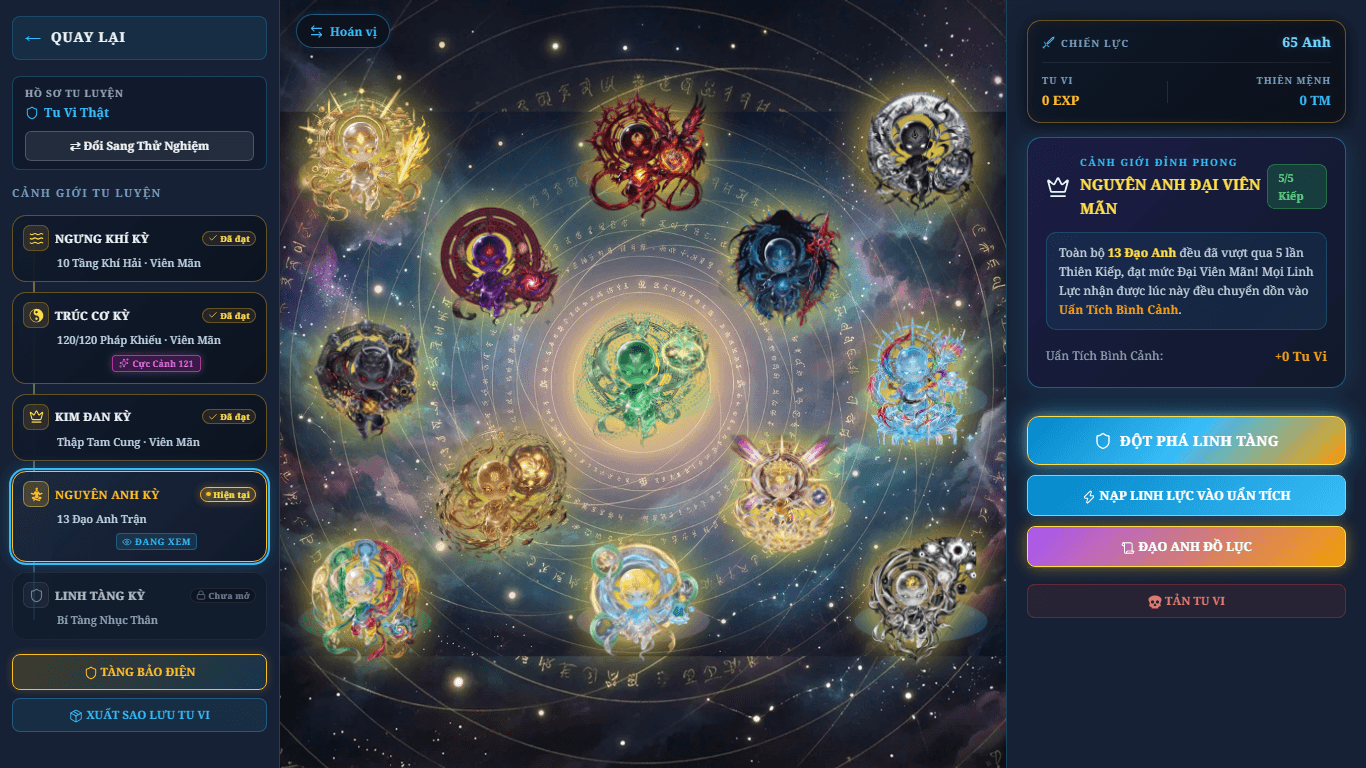 ← QUAY LẠI
HỒ SƠ TU LUYỆN
Tu Vi Thật
⇄ Đổi Sang Thử Nghiệm
CẢNH GIỚI TU LUYỆN
NGƯNG KHÍ KỲ
Đã đạt
10 Tầng Khí Hải · Viên Mãn
TRÚC CƠ KỲ
Đã đạt
120/120 Pháp Khiếu · Viên Mãn
Cực Cảnh 121
KIM ĐAN KỲ
Đã đạt
Thập Tam Cung · Viên Mãn
NGUYÊN ANH KỲ
Hiện tại
13 Đạo Anh Trận
ĐANG XEM
LINH TÀNG KỲ
Chưa mở
Bí Tàng Nhục Thân
TÀNG BẢO ĐIỆN
XUẤT SAO LƯU TU VI
Hoán vị
CHIẾN LỰC
65 Anh
TU VI
THIÊN MỆNH
0 EXP
0 TM
CẢNH GIỚI ĐỈNH PHONG
NGUYÊN ANH ĐẠI VIÊN
MÃN
5/5
Kiếp
Toàn bộ 13 Đạo Anh đều đã vượt qua 5 lần
Thiên Kiếp, đạt mức Đại Viên Mãn! Mọi Linh
Lực nhận được lúc này đều chuyển dồn vào
Uẩn Tích Bình Cảnh.
Uẩn Tích Bình Cảnh:
+0 Tu Vi
ĐỘT PHÁ LINH TÀNG
NẠP LINH LỰC VÀO UẨN TÍCH
ĐẠO ANH ĐỒ LỤC
TẢN TU VI